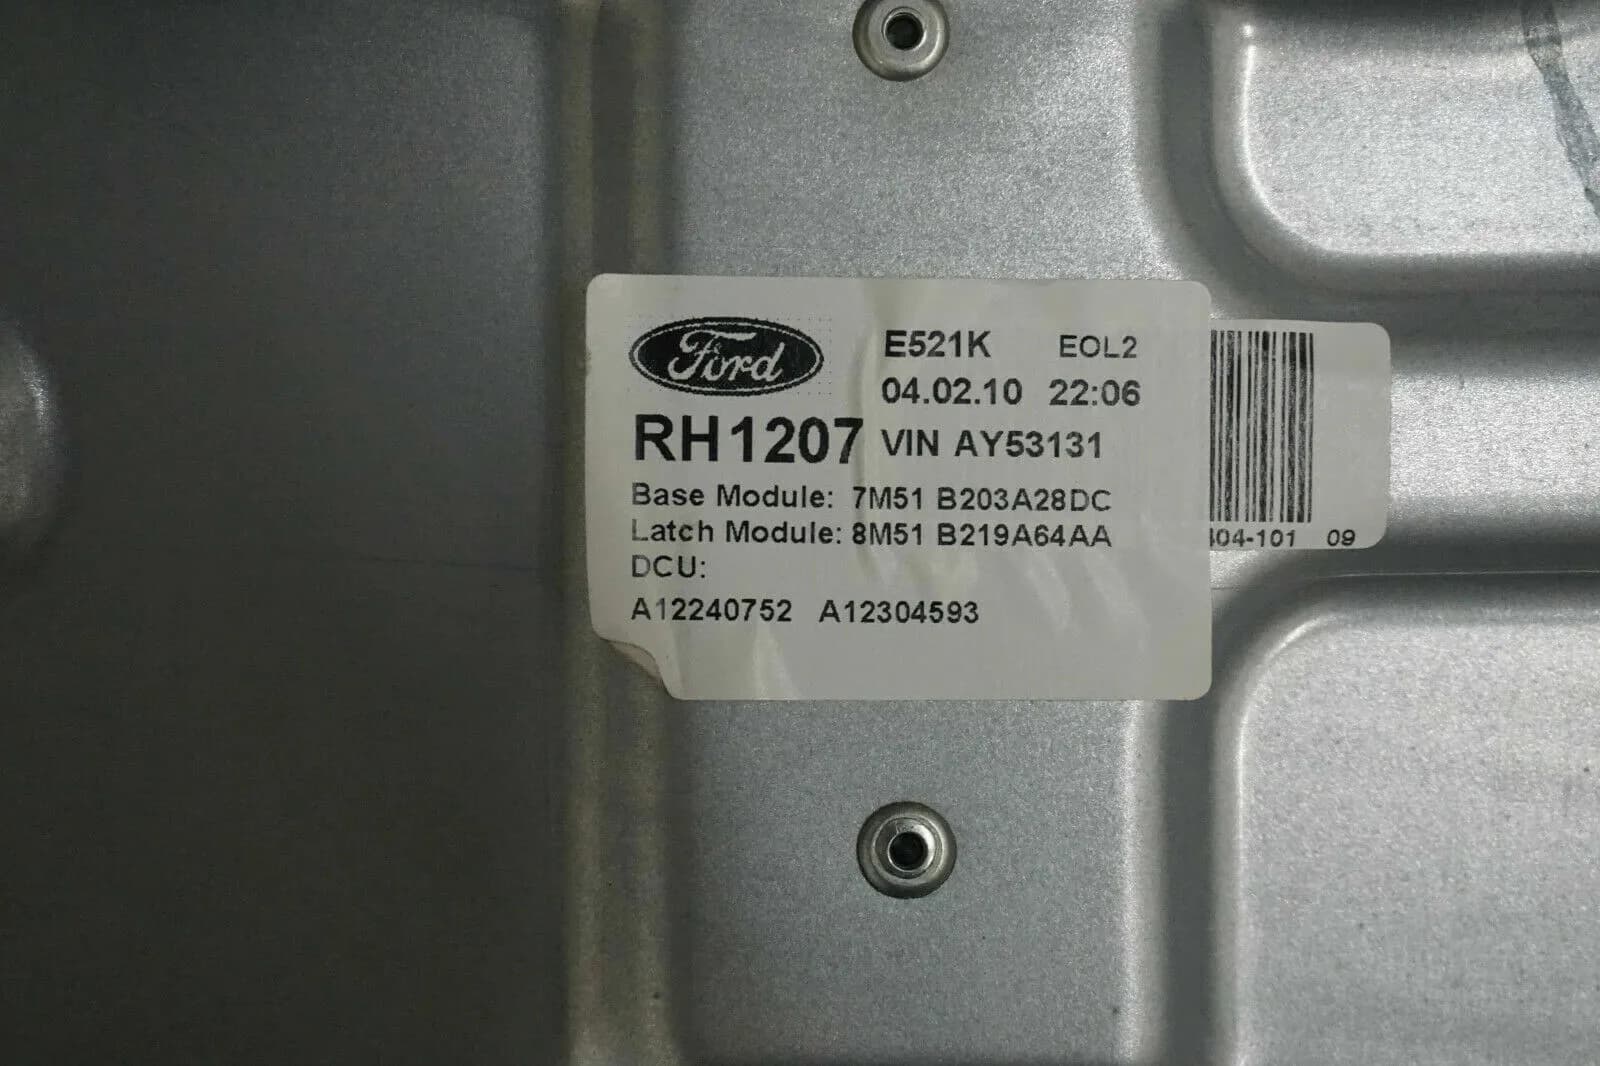 Ford
E521K EOL2
04.02.10 22:06
RH1207 VIN AY53131
Base Module: 7M51 B203A28DC
Latch Module: 8M51 B219A64AA
DCU:
A12240752 A12304593
404-101 09